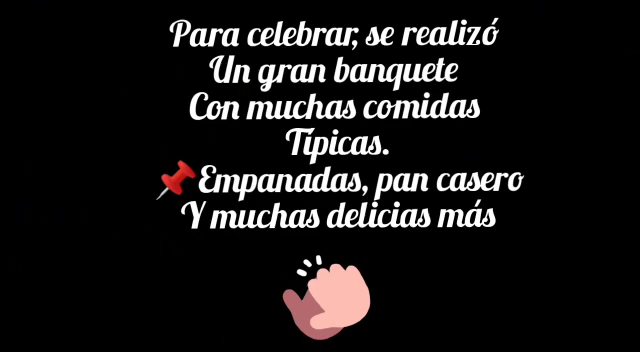 Para celebrar, se realizó
Un gran banquete
Con muchas comidas
Típicas.
Empanadas, pan casero
Y muchas delicias más